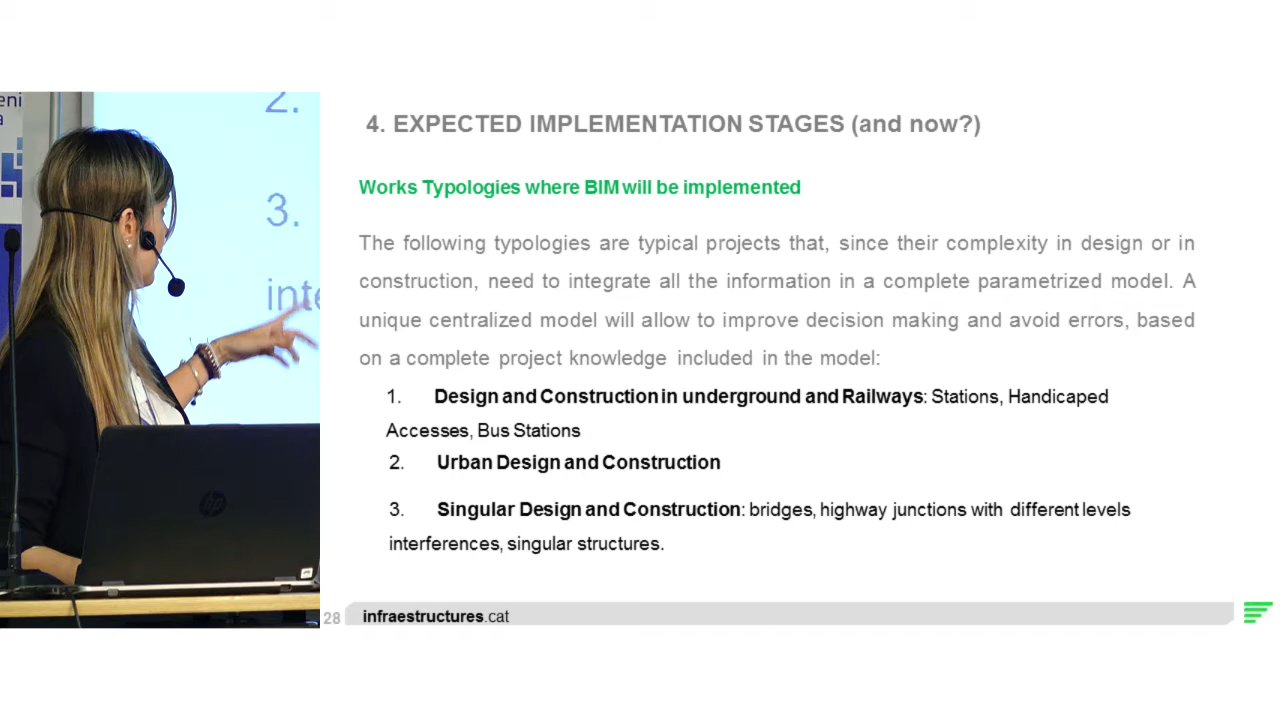 eni
a
2.
3.
inte
hp
4. EXPECTED IMPLEMENTATION STAGES (and now?)
Works Typologies where BIM will be implemented
The following typologies are typical projects that, since their complexity in design or in
construction, need to integrate all the information in a complete parametrized model. A
unique centralized model will allow to improve decision making and avoid errors, based
on a complete project knowledge included in the model:
1. Design and Construction in underground and Railways: Stations, Handicaped
Accesses, Bus Stations
2. Urban Design and Construction
3. Singular Design and Construction: bridges, highway junctions with different levels
interferences, singular structures.
28 infraestructures.cat